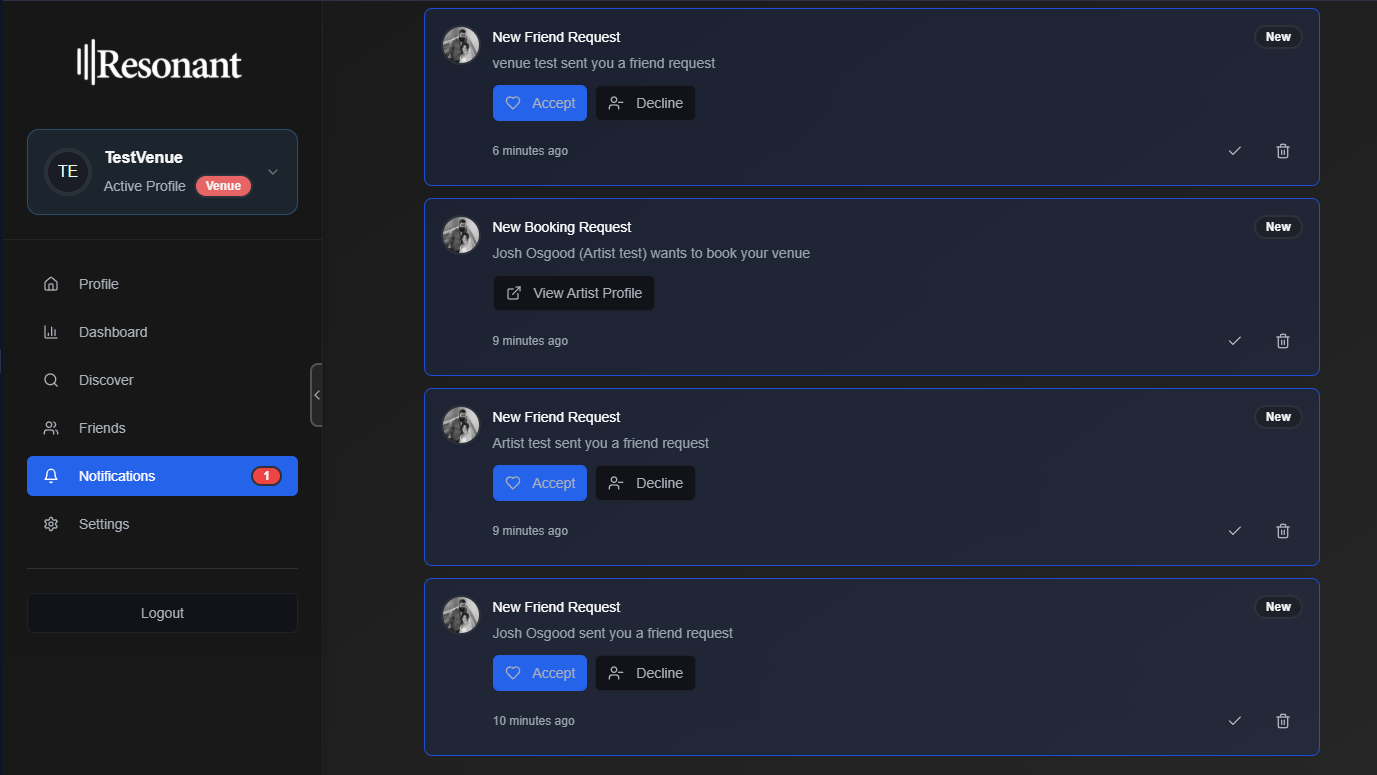 Resonant
TE
TestVenue
Active Profile
Venue
Profile
Dashboard
Discover
Friends
Notifications
1
Settings
Logout
New Friend Request
New
venue test sent you a friend request
Accept
Decline
6 minutes ago
New Booking Request
New
Josh Osgood (Artist test) wants to book your venue
View Artist Profile
9 minutes ago
New Friend Request
New
Artist test sent you a friend request
Accept
Decline
9 minutes ago
New Friend Request
New
Josh Osgood sent you a friend request
Accept
Decline
10 minutes ago